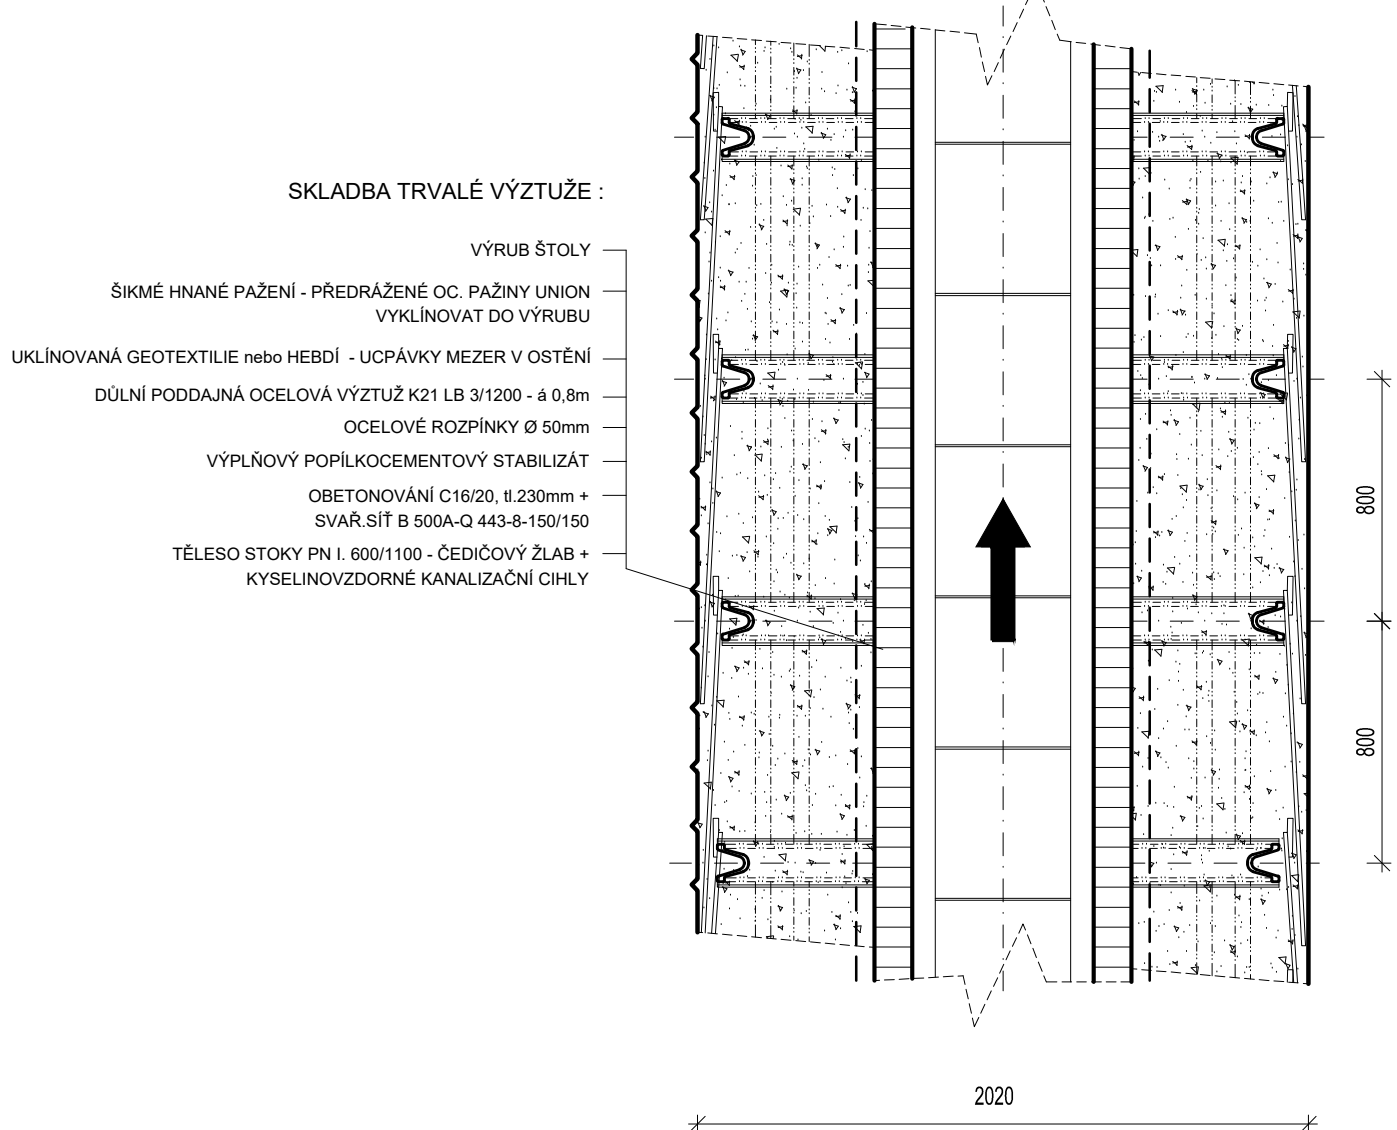 SKLADBA TRVALÉ VÝZTUŽE :
VÝRUB ŠTOLY
ŠIKMÉ HNANÉ PAŽENÍ - PŘEDRÁŽENÉ OC. PAŽINY UNION
VYKLÍNOVAT DO VÝRUBU
UKLÍNOVANÁ GEOTEXTILIE nebo HEBDÍ - UCPÁVKY MEZER V OSTĚNÍ
DŮLNÍ PODDAJNÁ OCELOVÁ VÝZTUŽ K21 LB 3/1200 - á 0,8m
OCELOVÉ ROZPÍNKY Ø 50mm
VÝPLŇOVÝ POPÍLKOCEMENTOVÝ STABILIZÁT
OBETONOVÁNÍ C16/20, tl.230mm +
SVAŘ.SÍŤ B 500A-Q 443-8-150/150
TĚLESO STOKY PN I. 600/1100 - ČEDIČOVÝ ŽLAB +
KYSELINOVZDORNÉ KANALIZAČNÍ CIHLY
800
800
2020